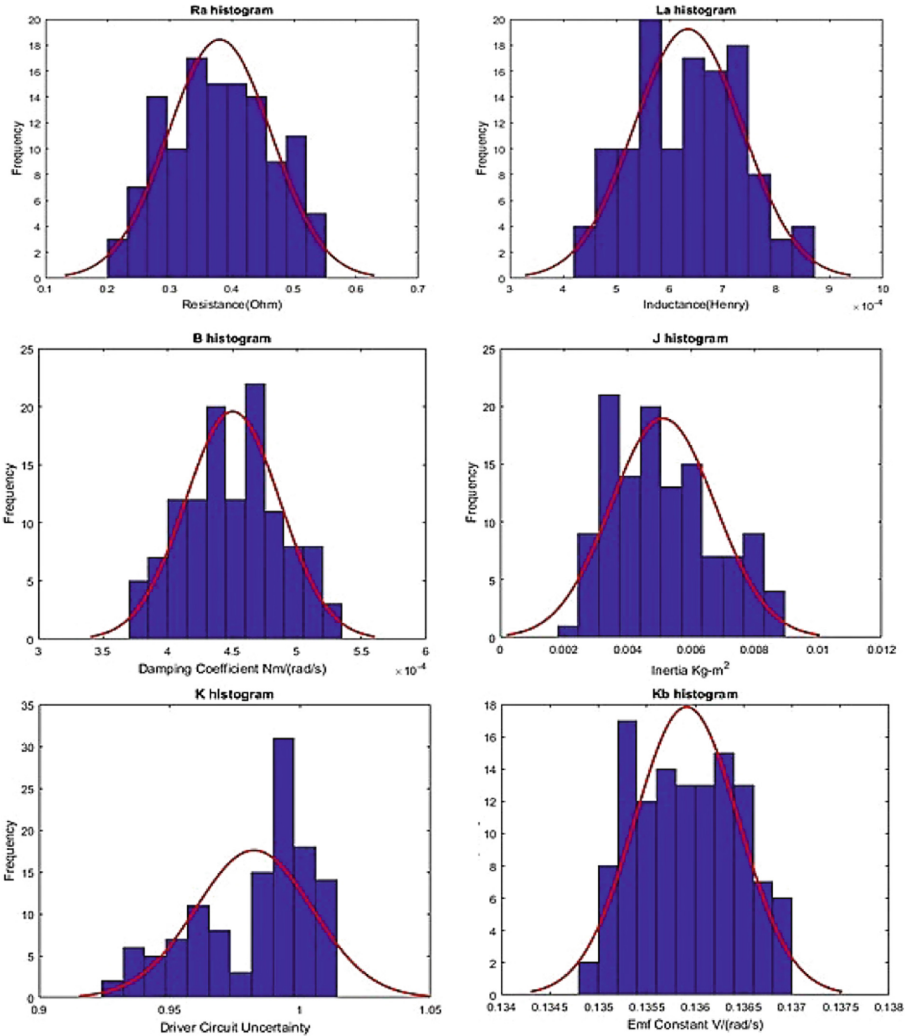 Ra histogram
20
18
16
14
12
10
8
6
4
2
0
Frequency
0.1 0.2 0.3 0.4 0.5 0.6 0.7
Resistance(Ohm)
La histogram
20
18
16
14
12
10
8
6
4
2
0
Frequency
3 4 5 6 7 8 9 10
Inductance(Henry) ×10-4
B histogram
25
20
15
10
5
0
Frequency
3 3.5 4 4.5 5 5.5 6
Damping Coefficient Nm/(rad/s) ×10-4
J histogram
25
20
15
10
5
0
Frequency
0 0.002 0.004 0.006 0.008 0.01 0.012
Inertia Kg-m2
K histogram
35
30
25
20
15
10
5
0
Frequency
0.9 0.95 1 1.05
Driver Circuit Uncertainty
Kb histogram
18
16
14
12
10
8
6
4
2
0
0.134 0.1345 0.135 0.1355 0.136 0.1365 0.137 0.1375 0.138
Emf Constant V/(rad/s)